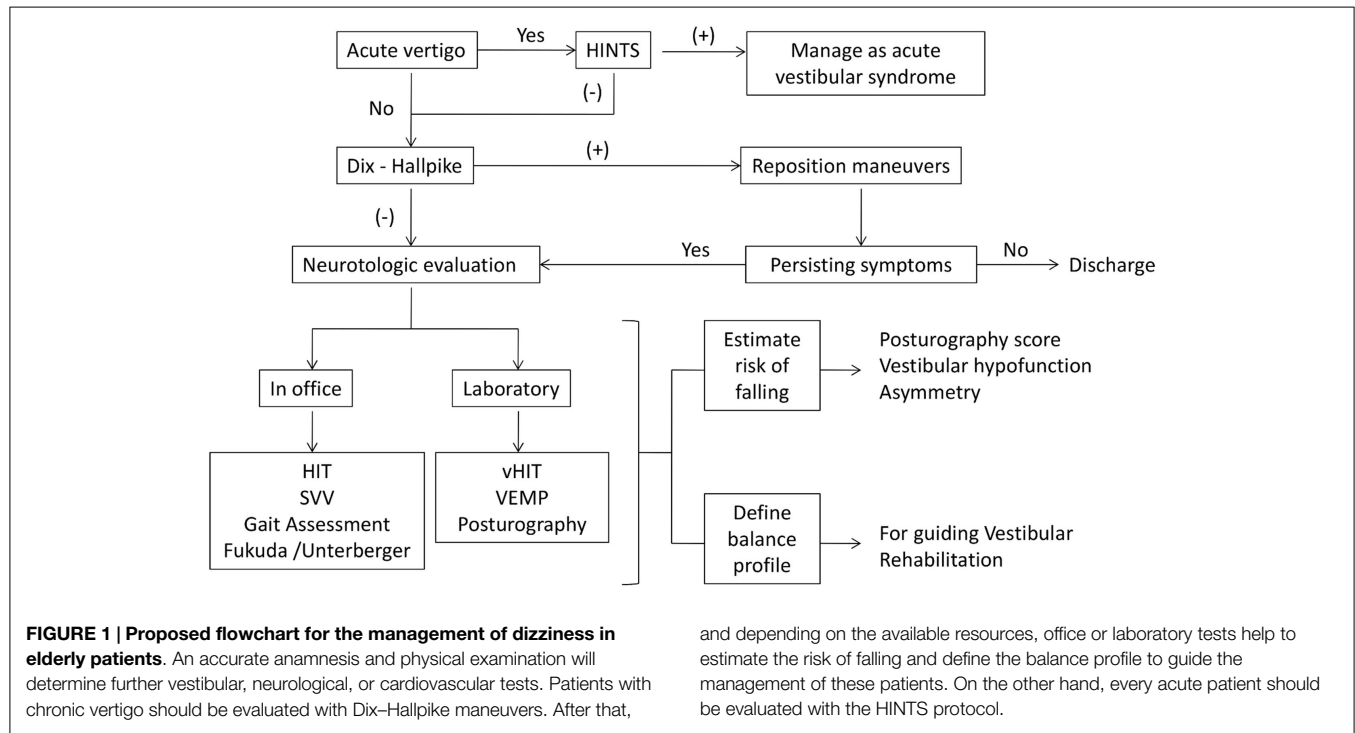 Acute vertigo
Yes
HINTS
(+)
Manage as acute
vestibular syndrome
(-)
No
Dix - Hallpike
(+)
Reposition maneuvers
(-)
Neurotologic evaluation
Yes
Persisting symptoms
No
Discharge
In office
Laboratory
HIT
SVV
Gait Assessment
Fukuda /Unterberger
vHIT
VEMP
Posturography
Estimate
risk of
falling
Posturography score
Vestibular hypofunction
Asymmetry
Define
balance
profile
For guiding Vestibular
Rehabilitation
FIGURE 1 | Proposed flowchart for the management of dizziness in
elderly patients. An accurate anamnesis and physical examination will
determine further vestibular, neurological, or cardiovascular tests. Patients with
chronic vertigo should be evaluated with Dix–Hallpike maneuvers. After that,
and depending on the available resources, office or laboratory tests help to
estimate the risk of falling and define the balance profile to guide the
management of these patients. On the other hand, every acute patient should
be evaluated with the HINTS protocol.